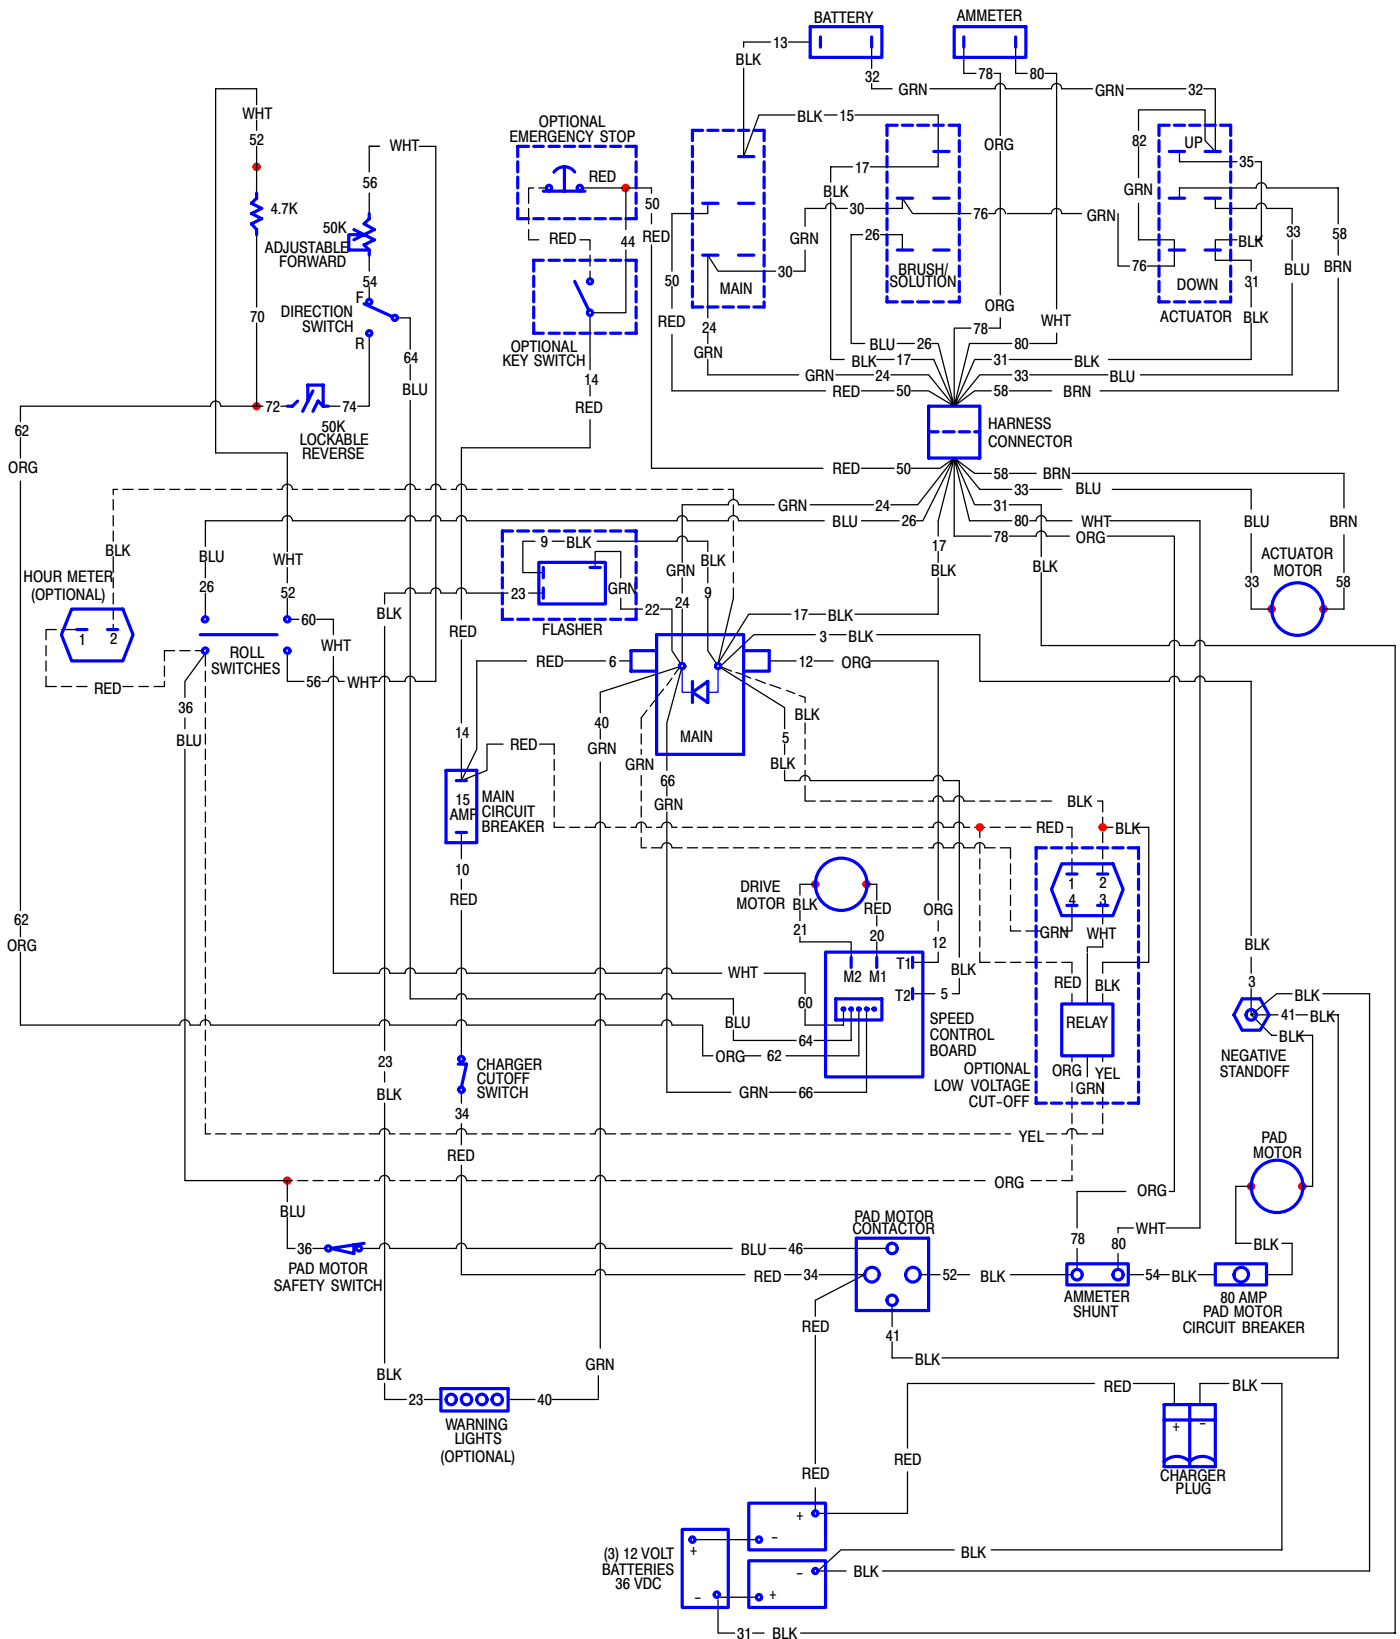 BATTERY
AMMETER
13
BLK
32
GRN
GRN
32
78
80
WHT
52
4.7K
70
WHT
56
50K
ADJUSTABLE
FORWARD
54
F
DIRECTION
SWITCH
R
64
BLU
72
74
50K
LOCKABLE
REVERSE
62
ORG
OPTIONAL
EMERGENCY STOP
RED
50
RED
RED
44
OPTIONAL
KEY SWITCH
14
RED
BLK
15
MAIN
50
RED
24
GRN
30
GRN
30
17
BLK
26
76
BRUSH/
SOLUTION
ORG
ORG
78
80
WHT
82
GRN
UP
35
GRN
76
BLK
33
BLU
58
BRN
31
BLK
DOWN
ACTUATOR
BLU
26
BLK
17
GRN
24
RED
50
31
BLK
33
BLU
58
BRN
HARNESS
CONNECTOR
RED
50
GRN
24
BLU
26
17
BLK
58
BRN
33
BLU
31
80
WHT
78
ORG
BLK
BLU
33
BRN
58
ACTUATOR
MOTOR
BLK
BLU
26
WHT
52
HOUR METER
(OPTIONAL)
1
2
RED
ROLL
SWITCHES
60
WHT
56
WHT
36
BLU
BLK
9
BLK
GRN
23
22
FLASHER
GRN
24
BLK
9
17
BLK
3
BLK
RED
RED
6
12
ORG
MAIN
40
GRN
GRN
66
GRN
BLK
5
BLK
14
RED
15
AMP
MAIN
CIRCUIT
BREAKER
10
RED
BLK
RED
BLK
1
2
4
3
GRN
WHT
RED
BLK
RELAY
ORG
YEL
GRN
OPTIONAL
LOW VOLTAGE
CUT-OFF
DRIVE
MOTOR
BLK
21
RED
20
ORG
12
BLK
M2
M1
T1
T2
5
SPEED
CONTROL
BOARD
62
ORG
WHT
60
BLU
64
ORG
62
GRN
66
BLK
3
BLK
41
BLK
BLK
NEGATIVE
STANDOFF
23
BLK
CHARGER
CUTOFF
SWITCH
34
RED
YEL
ORG
BLU
36
PAD MOTOR
SAFETY SWITCH
PAD MOTOR
CONTACTOR
BLU
46
RED
34
52
BLK
41
BLK
ORG
78
WHT
80
AMMETER
SHUNT
54
BLK
BLK
80 AMP
PAD MOTOR
CIRCUIT BREAKER
PAD
MOTOR
RED
BLK
23
40
GRN
WARNING
LIGHTS
(OPTIONAL)
RED
BLK
+
-
CHARGER
PLUG
RED
RED
+
-
+
-
-
+
(3) 12 VOLT
BATTERIES
36 VDC
BLK
BLK
31
BLK